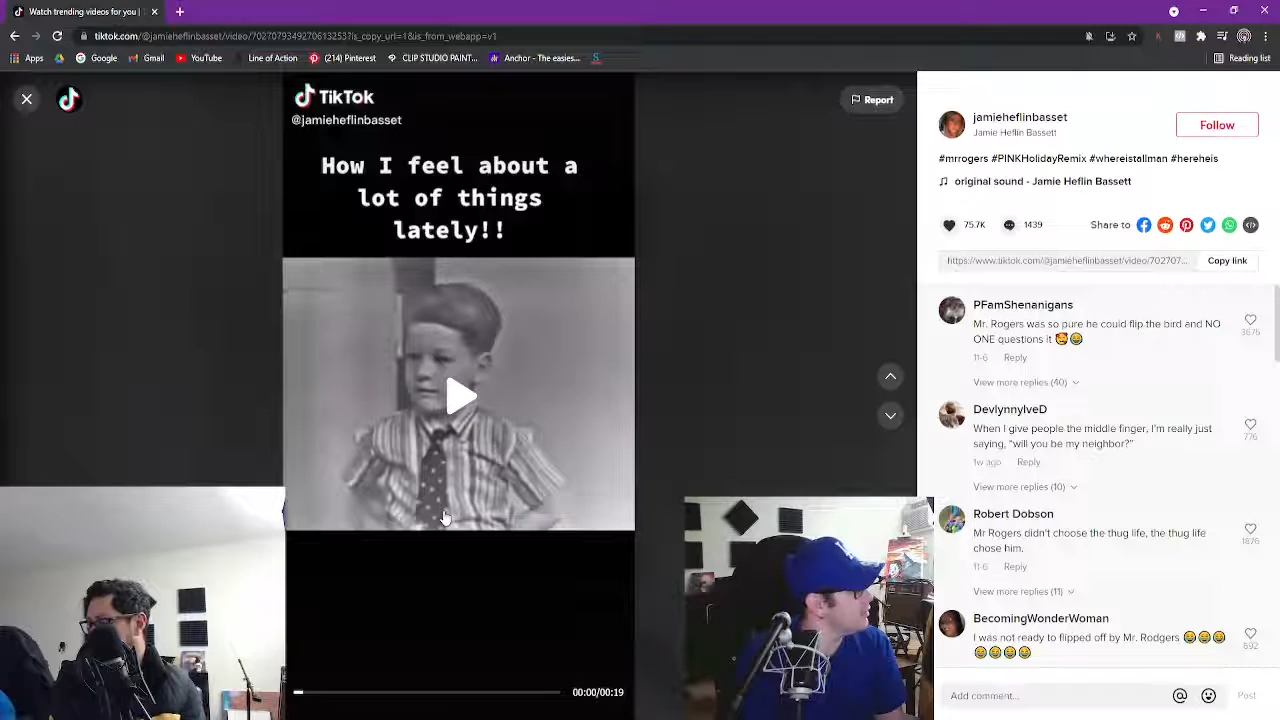 Watch trending videos for you |
tiktok.com/@jamieheflinbasset/video/7027079349270613253?is_copy_url=1&is_from_webapp=v1
Apps
Google
Gmail
YouTube
Line of Action
(214) Pinterest
CLIP STUDIO PAINT...
Anchor - The easies...
S
Reading list
TikTok
@jamieheflinbasset
Report
How I feel about a
lot of things
lately!!
00:00/00:19
jamieheflinbasset
Jamie Heflin Bassett
Follow
#mrrogers #PINKHolidayRemix #whereistallman #hereheis
original sound - Jamie Heflin Bassett
75.7K
1439
Share to
https://www.tiktok.com/@jamieheflinbasset/video/702707...
Copy link
PFamShenanigans
Mr. Rogers was so pure he could flip the bird and NO
ONE questions it 🥰 😂
3675
11-6 Reply
View more replies (40)
DevlynnylveD
When I give people the middle finger, I'm really just
saying, "will you be my neighbor?"
776
1w ago Reply
View more replies (10)
Robert Dobson
Mr Rogers didn't choose the thug life, the thug life
chose him.
1876
11-6 Reply
View more replies (11)
BecomingWonderWoman
I was not ready to flipped off by Mr. Rodgers 😂😂😂
😂😂😂😂
692
Add comment...
Post